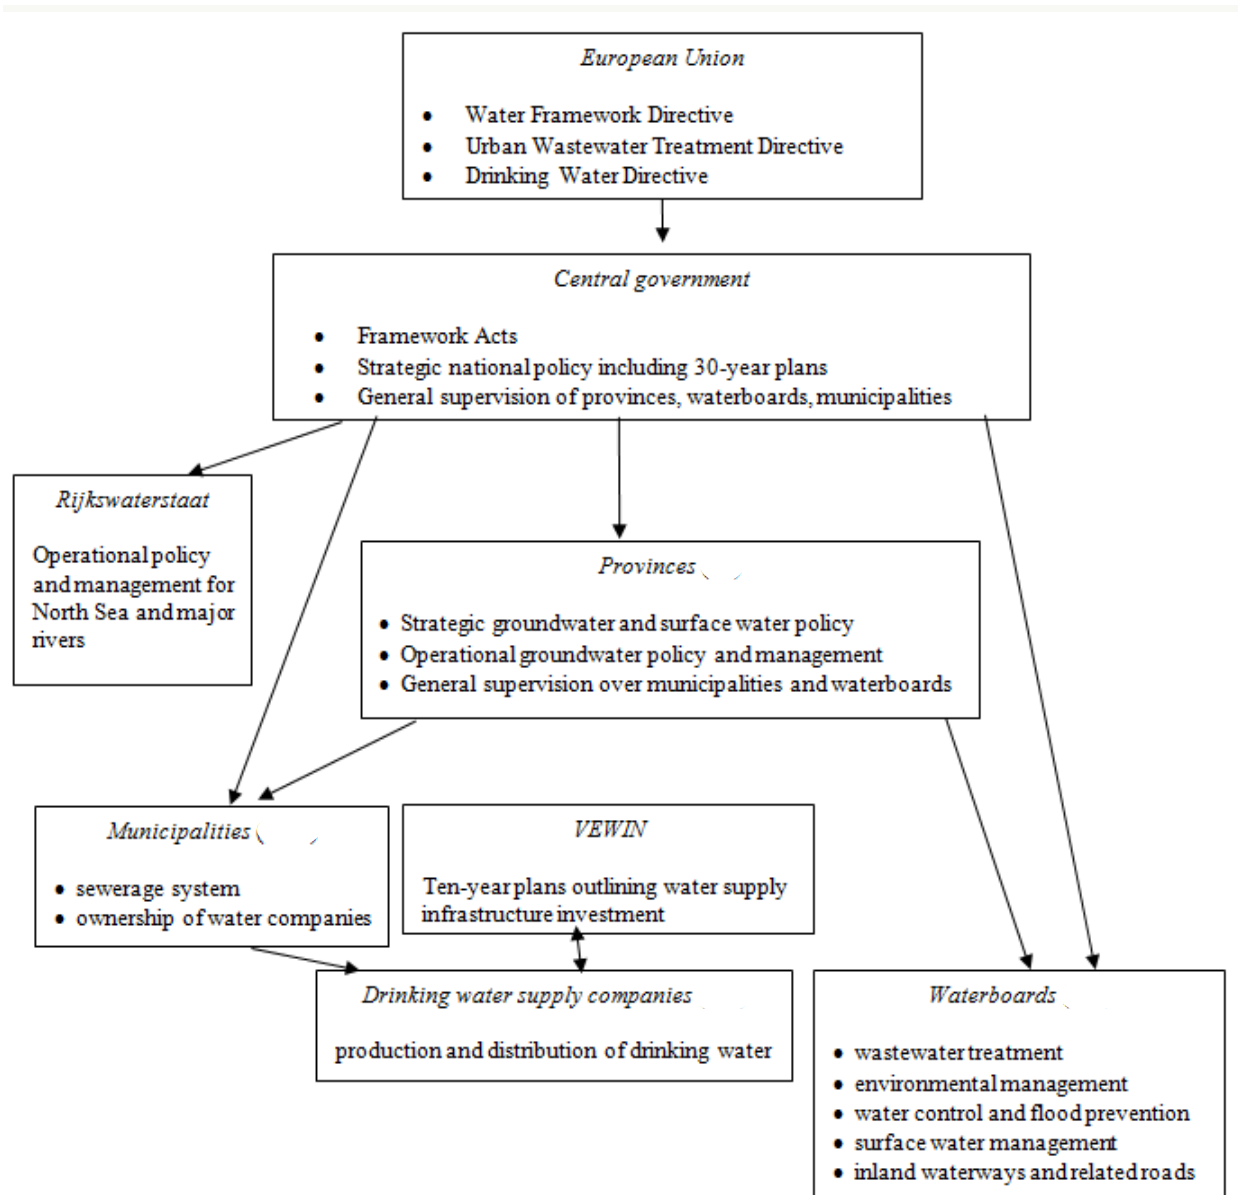 European Union
• Water Framework Directive
• Urban Wastewater Treatment Directive
• Drinking Water Directive
Central government
• Framework Acts
• Strategic national policy including 30-year plans
• General supervision of provinces, waterboards, municipalities
Rijkswaterstaat
Operational policy
and management for
North Sea and major
rivers
Provinces
• Strategic groundwater and surface water policy
• Operational groundwater policy and management
• General supervision over municipalities and waterboards
Municipalities
• sewerage system
• ownership of water companies
VEWIN
Ten-year plans outlining water supply
infrastructure investment
Drinking water supply companies
production and distribution of drinking water
Waterboards
• wastewater treatment
• environmental management
• water control and flood prevention
• surface water management
• inland waterways and related roads